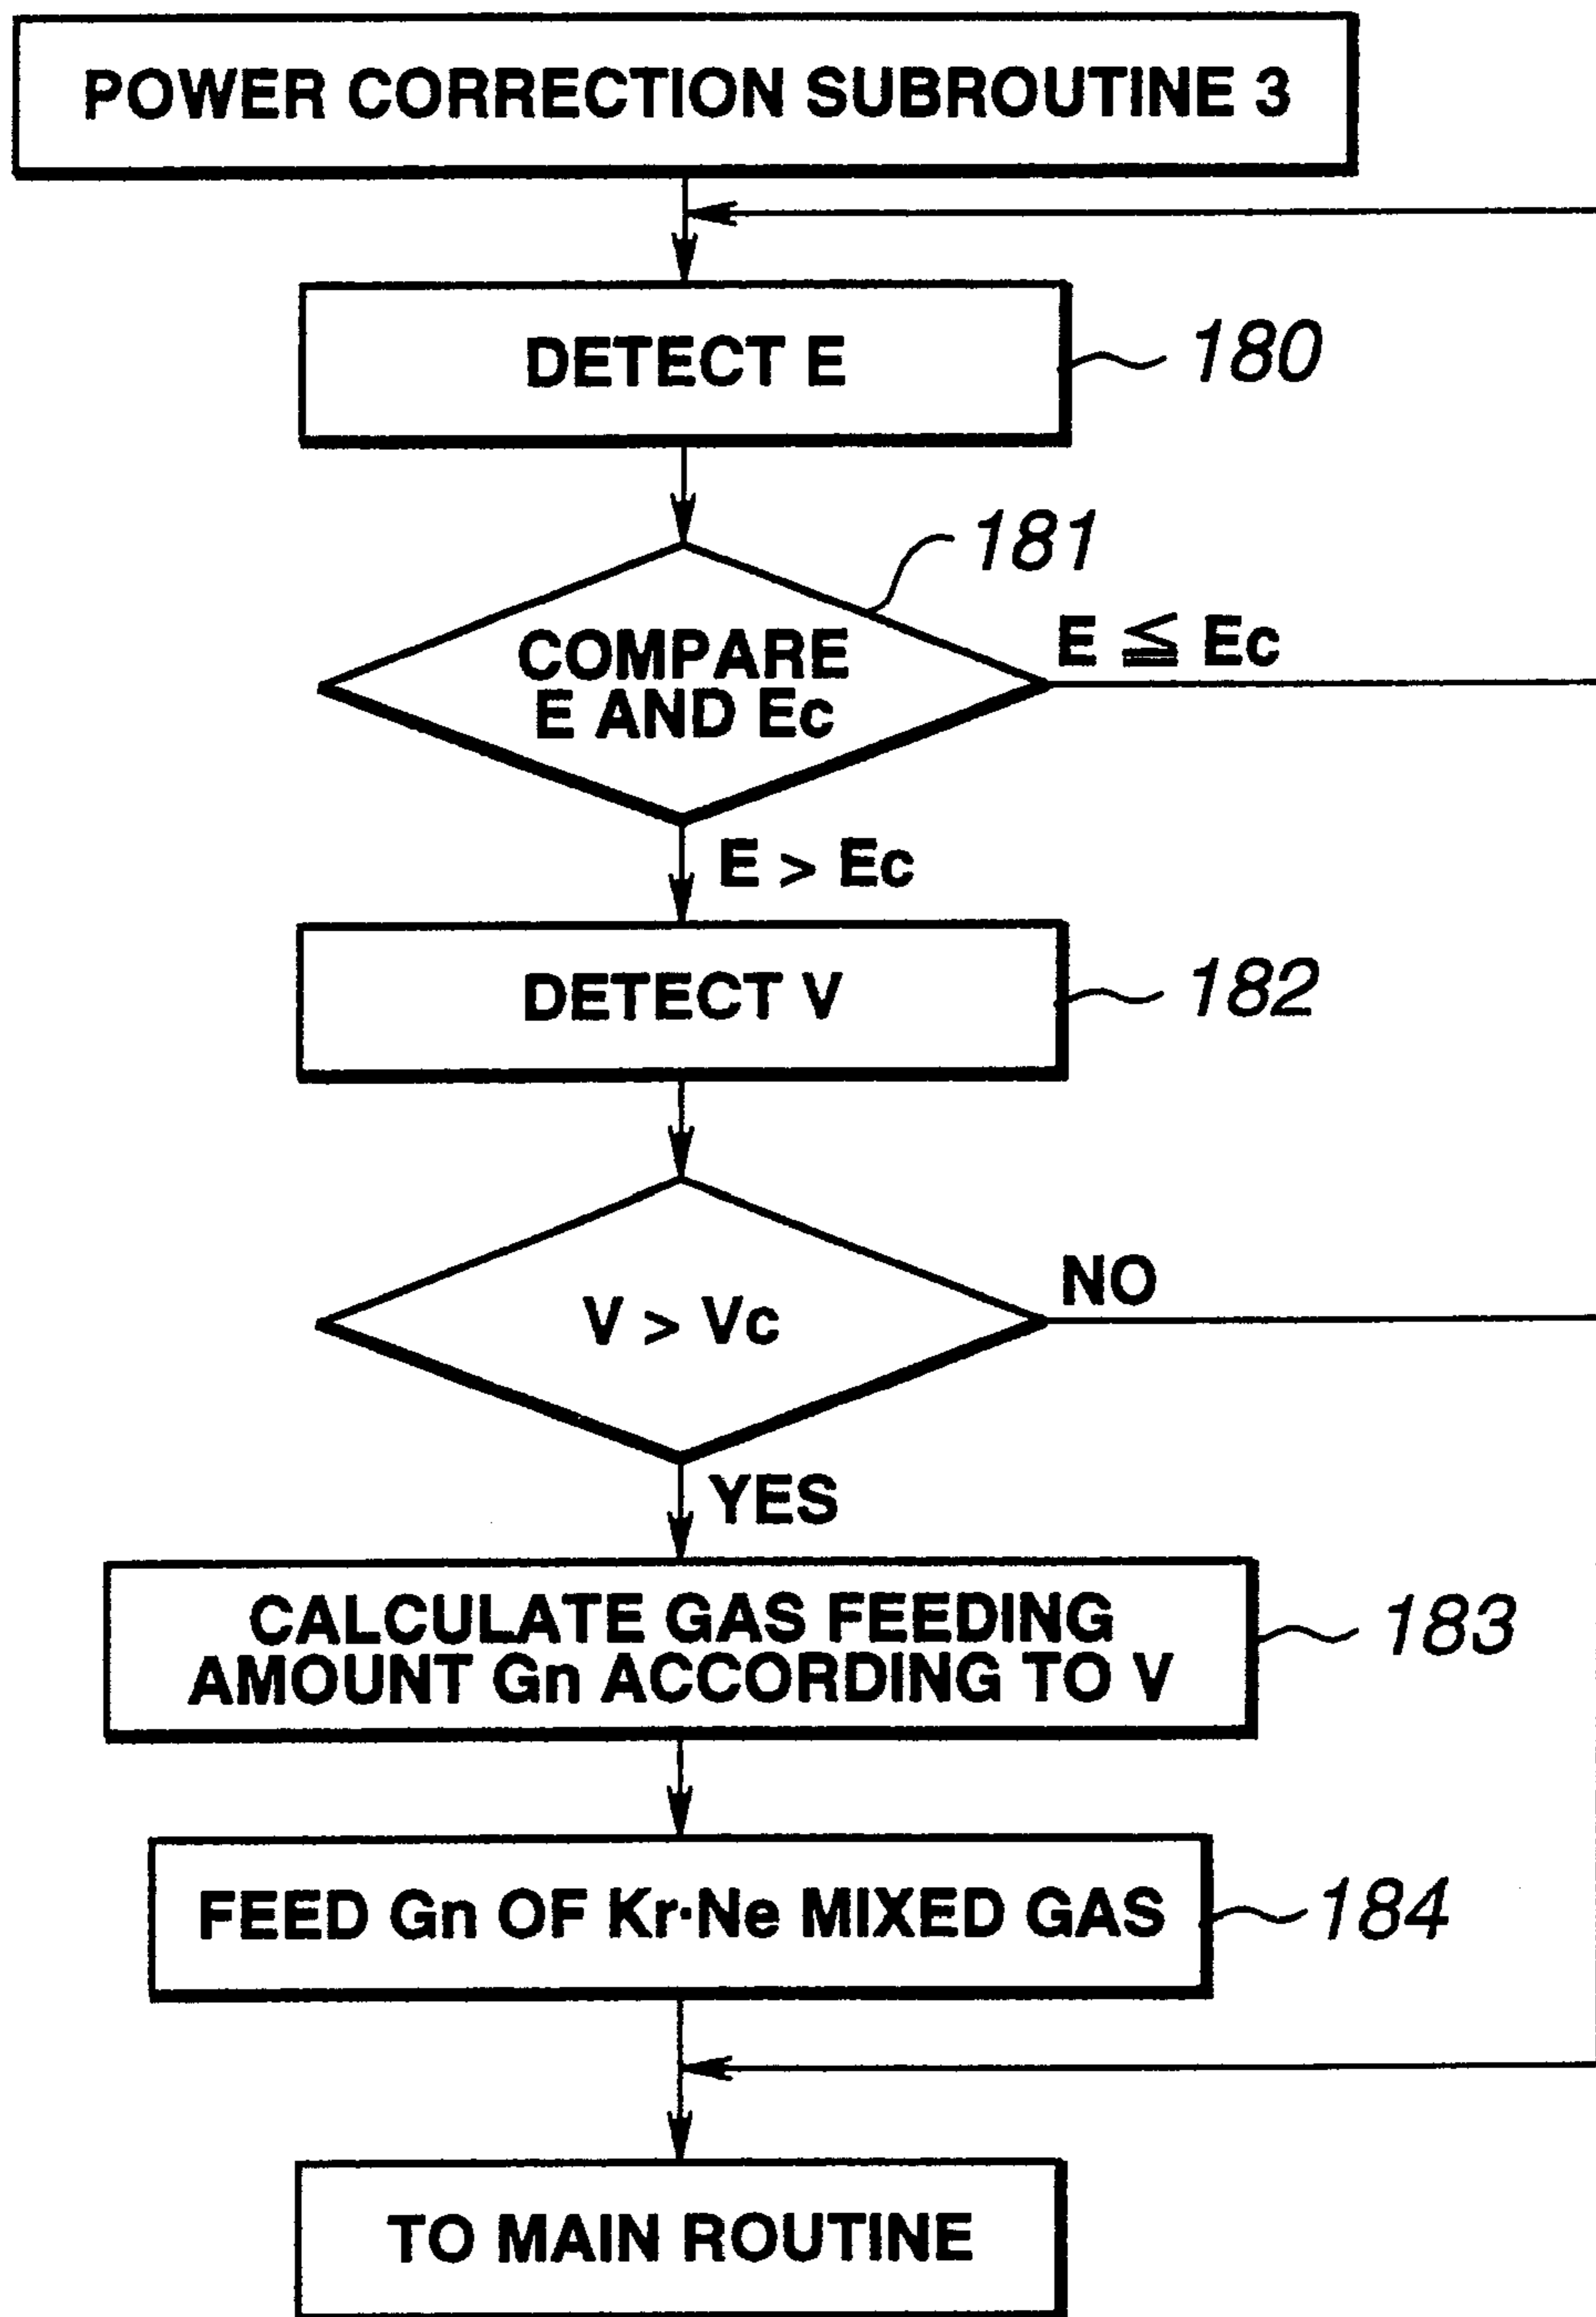 POWER CORRECTION SUBROUTINE 3
DETECT E
180
181
COMPARE
E AND Ec
E ≦ Ec
E > Ec
DETECT V
182
V > Vc
NO
YES
CALCULATE GAS FEEDING
AMOUNT Gn ACCORDING TO V
183
FEED Gn OF Kr·Ne MIXED GAS
184
TO MAIN ROUTINE